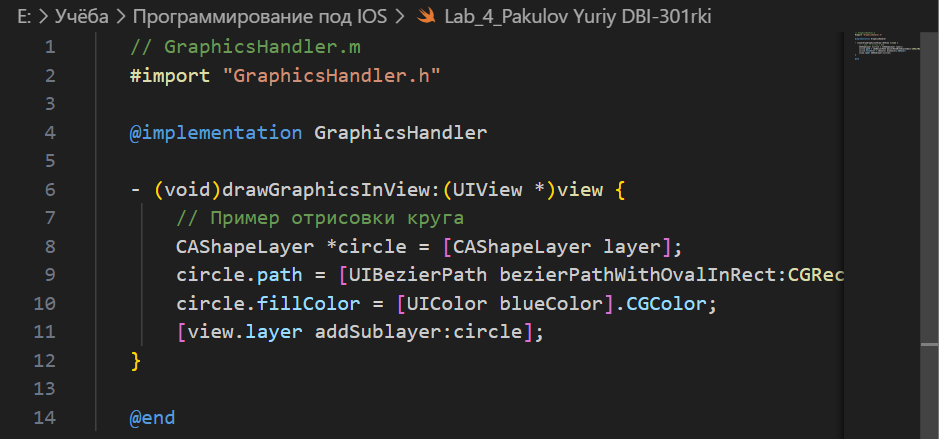 E: > Учёба > Программирование под IOS > Lab_4_Pakulov Yuriy DBI-301rki
1 // GraphicsHandler.m
2 #import "GraphicsHandler.h"
3
4 @implementation GraphicsHandler
5
6 - (void)drawGraphicsInView:(UIView *)view {
7 // Пример отрисовки круга
8 CAShapeLayer *circle = [CAShapeLayer layer];
9 circle.path = [UIBezierPath bezierPathWithOvalInRect:CGRec
10 circle.fillColor = [UIColor blueColor].CGColor;
11 [view.layer addSublayer:circle];
12 }
13
14 @end